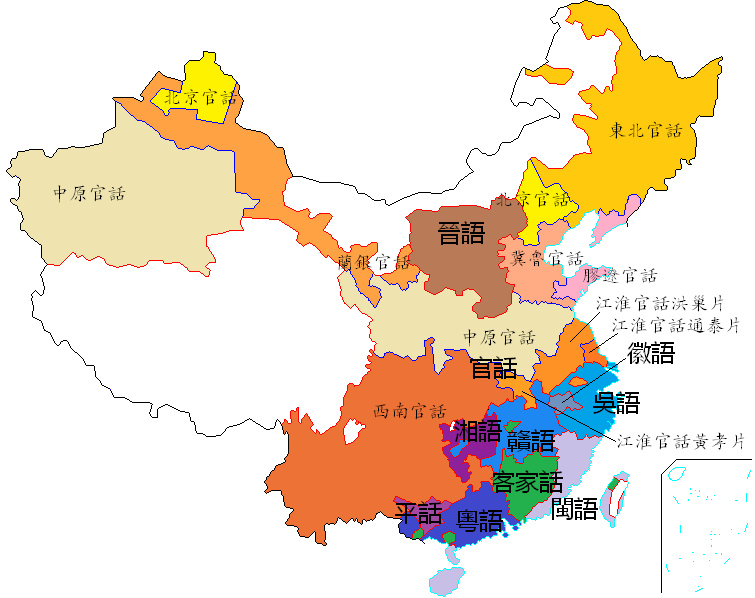 北京官話
東北官話
中原官話
北京官話
晉語
蘭銀官話
冀魯官話
膠遼官話
江淮官話洪巢片
江淮官話通泰片
中原官話
徽語
官話
吳語
西南官話
湘語
贛語
江淮官話黃孝片
客家話
閩語
平話
粵語